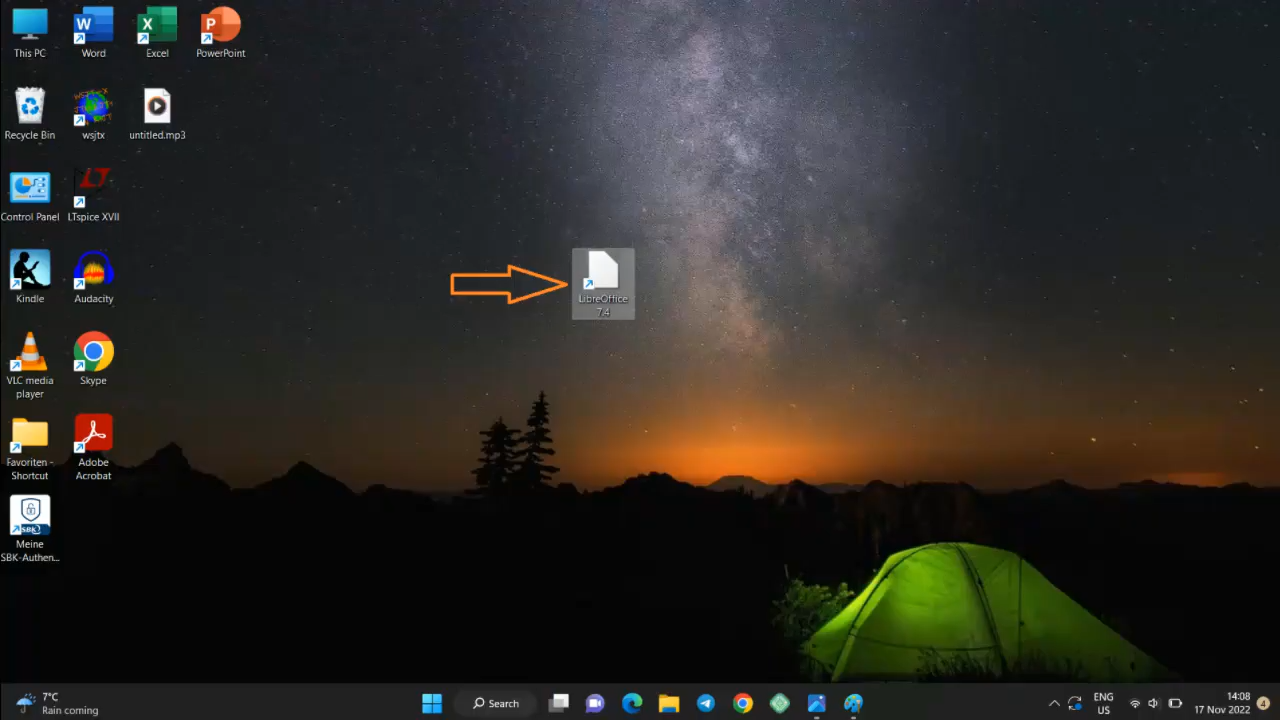 This PC
Word
Excel
PowerPoint
Recycle Bin
wsjtx
untitled.mp3
Control Panel
LTspice XVII
Kindle
Audacity
VLC media
player
Skype
Favoriten -
Shortcut
Adobe
Acrobat
SBK
Meine
SBK-Authen...
LibreOffice
7.4
7°C
Rain coming
Search
ENG
US
14:08
17 Nov 2022
4